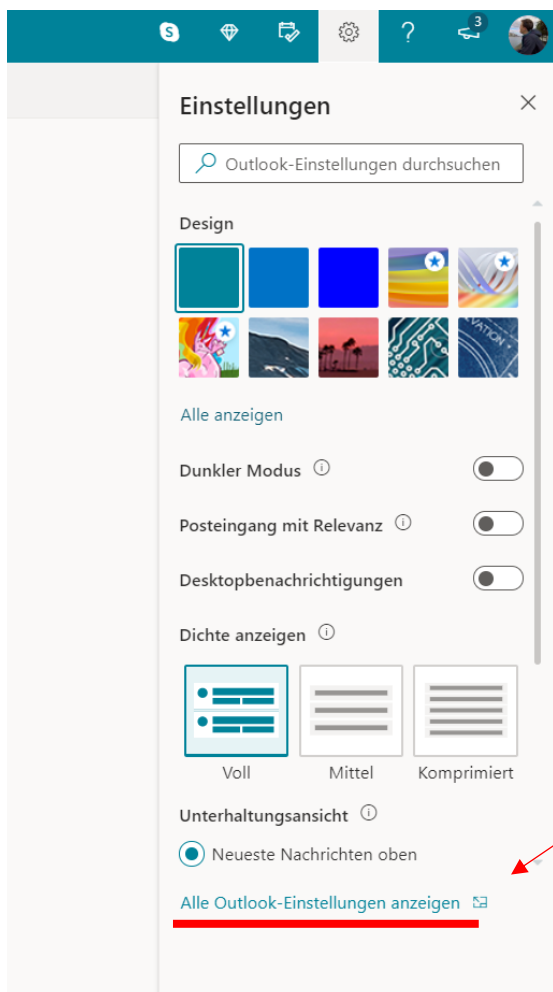 S
?
3
Einstellungen
Outlook-Einstellungen durchsuchen
Design
Alle anzeigen
Dunkler Modus
Posteingang mit Relevanz
Desktopbenachrichtigungen
Dichte anzeigen
Voll Mittel Komprimiert
Unterhaltungsansicht
Neueste Nachrichten oben
Alle Outlook-Einstellungen anzeigen